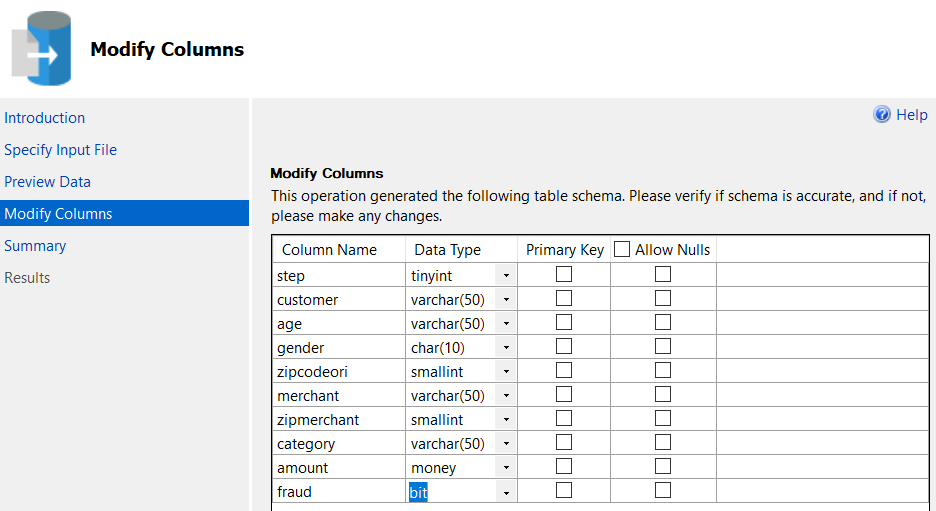 Modify Columns
Introduction
Specify Input File
Preview Data
Modify Columns
Summary
Results
Help
Modify Columns
This operation generated the following table schema. Please verify if schema is accurate, and if not,
please make any changes.
Column Name Data Type Primary Key Allow Nulls
step tinyint
customer varchar(50)
age varchar(50)
gender char(10)
zipcodeori smallint
merchant varchar(50)
zipmerchant smallint
category varchar(50)
amount money
fraud bit